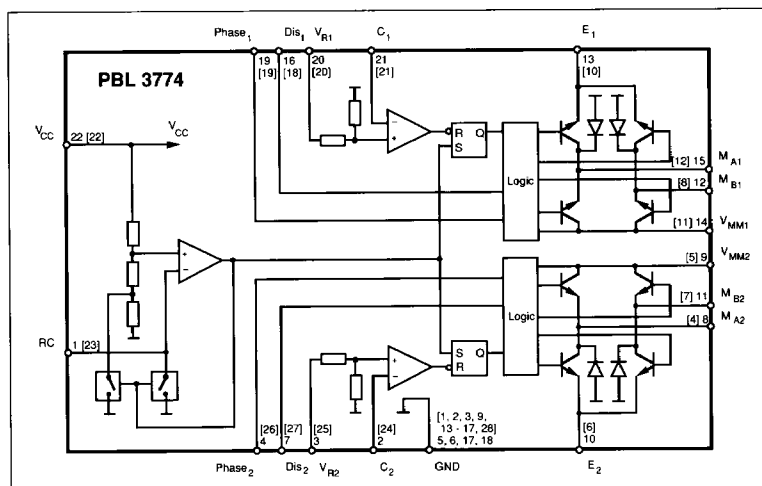 Phase1 Dis1 VR1 C1 E1
19 16 20 21 13
[19] [18] [20] [21] [10]
PBL 3774
VCC 22 [22] VCC
R Q
S
Logic
[12] 15 MA1
[8] 12 MB1
[11] 14 VMM1
[5] 9 VMM2
[7] 11 MB2
[4] 8 MA2
+
–
–
+
Logic
RC 1 [23]
S Q
R
+
–
[26] [27] [25] [24] [1, 2, 3, 9, 13 - 17, 28] [6]
4 7 3 2 5, 6, 17, 18 10
Phase2 Dis2 VR2 C2 GND E2